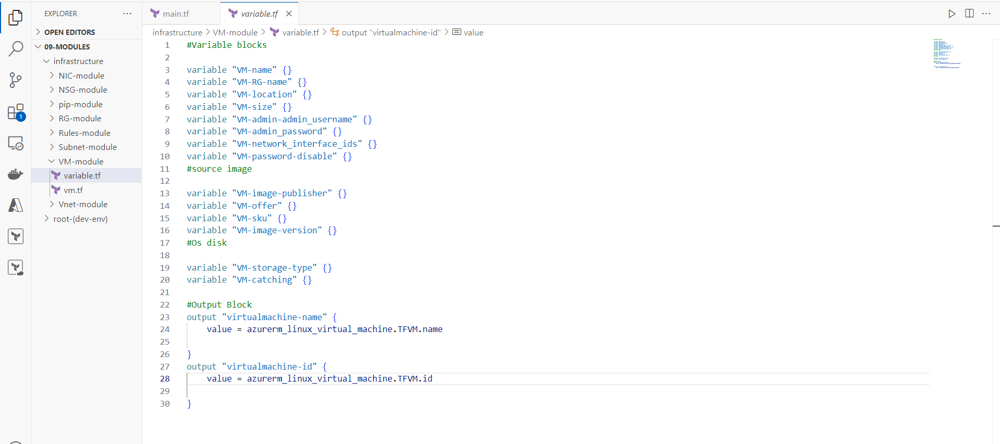 EXPLORER
OPEN EDITORS
09-MODULES
infrastructure
NIC-module
NSG-module
pip-module
RG-module
Rules-module
Subnet-module
VM-module
variable.tf
vm.tf
Vnet-module
root-(dev-env)
1
main.tf
variable.tf
infrastructure > VM-module > variable.tf > output "virtualmachine-id" > value
1 #Variable blocks
2
3 variable "VM-name" {}
4 variable "VM-RG-name" {}
5 variable "VM-location" {}
6 variable "VM-size" {}
7 variable "VM-admin-admin_username" {}
8 variable "VM-admin_password" {}
9 variable "VM-network_interface_ids" {}
10 variable "VM-password-disable" {}
11 #source image
12
13 variable "VM-image-publisher" {}
14 variable "VM-offer" {}
15 variable "VM-sku" {}
16 variable "VM-image-version" {}
17 #Os disk
18
19 variable "VM-storage-type" {}
20 variable "VM-catching" {}
21
22 #Output Block
23 output "virtualmachine-name" {
24 value = azurerm_linux_virtual_machine.TFVM.name
25
26 }
27 output "virtualmachine-id" {
28 value = azurerm_linux_virtual_machine.TFVM.id
29
30 }